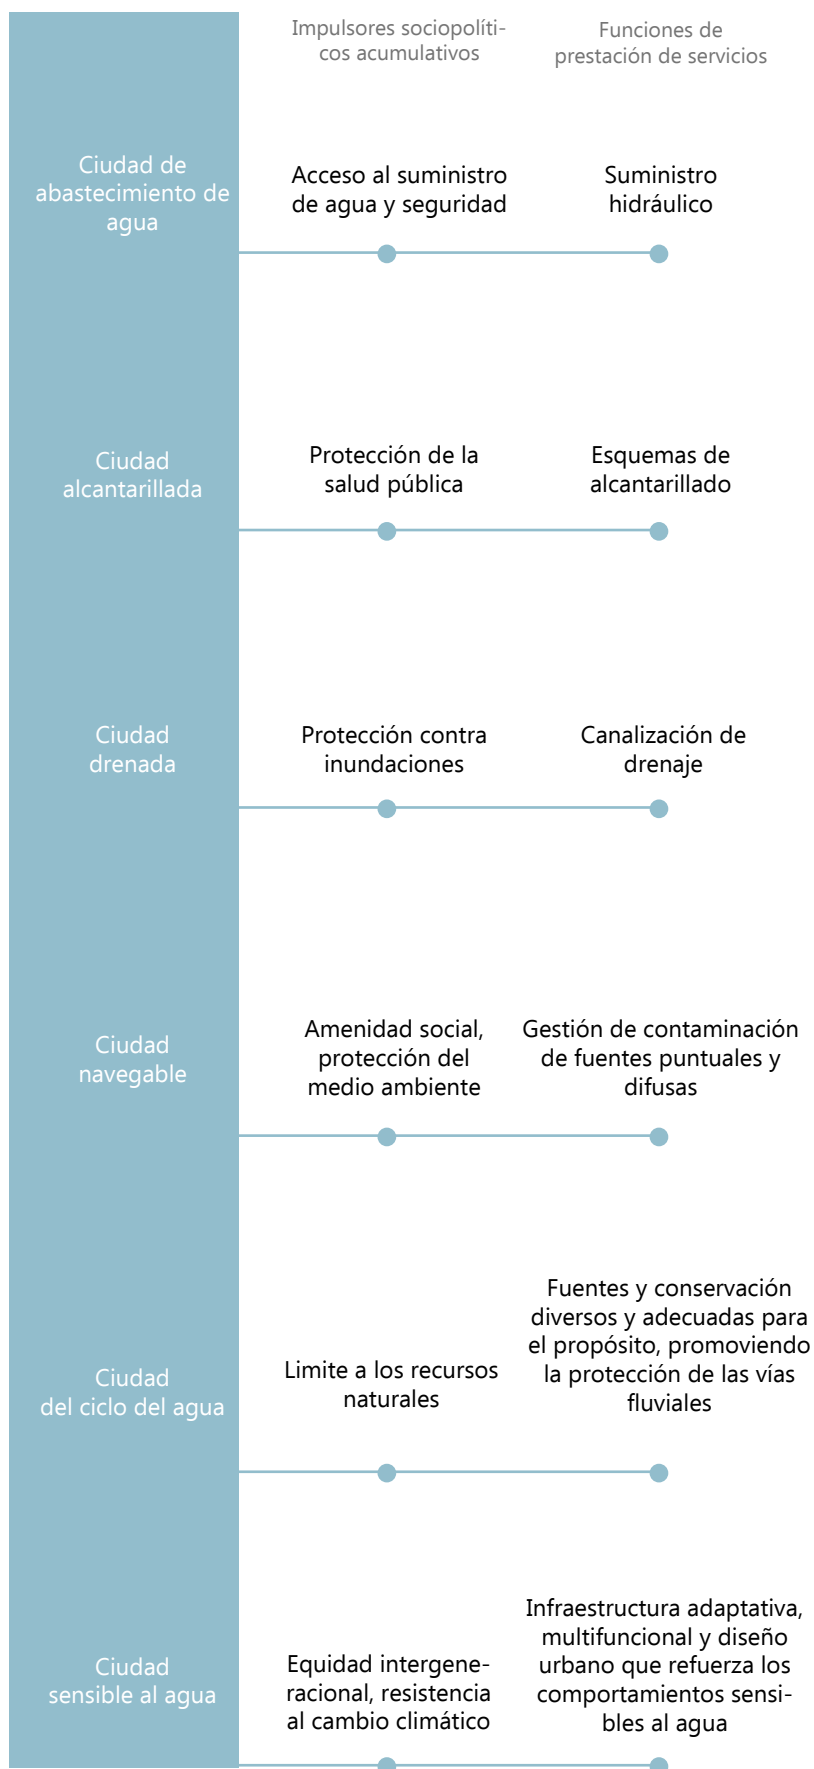 Impulsores sociopolíti-
cos acumulativos
Funciones de
prestación de servicios
Ciudad de
abastecimiento de
agua
Acceso al suministro
de agua y seguridad
Suministro
hidráulico
Ciudad
alcantarillada
Protección de la
salud pública
Esquemas de
alcantarillado
Ciudad
drenada
Protección contra
inundaciones
Canalización de
drenaje
Ciudad
navegable
Amenidad social,
protección del
medio ambiente
Gestión de contaminación
de fuentes puntuales y
difusas
Ciudad
del ciclo del agua
Limite a los recursos
naturales
Fuentes y conservación
diversos y adecuadas para
el propósito, promoviendo
la protección de las vías
fluviales
Ciudad
sensible al agua
Equidad intergene-
racional, resistencia
al cambio climático
Infraestructura adaptativa,
multifuncional y diseño
urbano que refuerza los
comportamientos sensi-
bles al agua